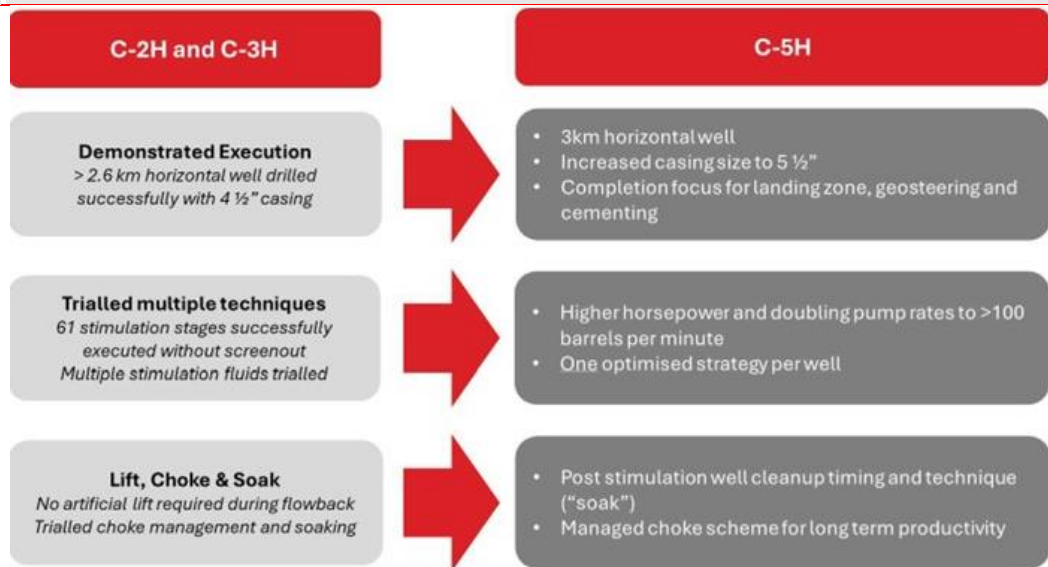 C-2H and C-3H
C-5H
Demonstrated Execution
> 2.6 km horizontal well drilled
successfully with 4 ½" casing
• 3km horizontal well
• Increased casing size to 5 ½"
• Completion focus for landing zone, geosteering and
cementing
Trialled multiple techniques
61 stimulation stages successfully
executed without screenout
Multiple stimulation fluids trialled
• Higher horsepower and doubling pump rates to >100
barrels per minute
• One optimised strategy per well
Lift, Choke & Soak
No artificial lift required during flowback
Trialled choke management and soaking
• Post stimulation well cleanup timing and technique
("soak")
• Managed choke scheme for long term productivity